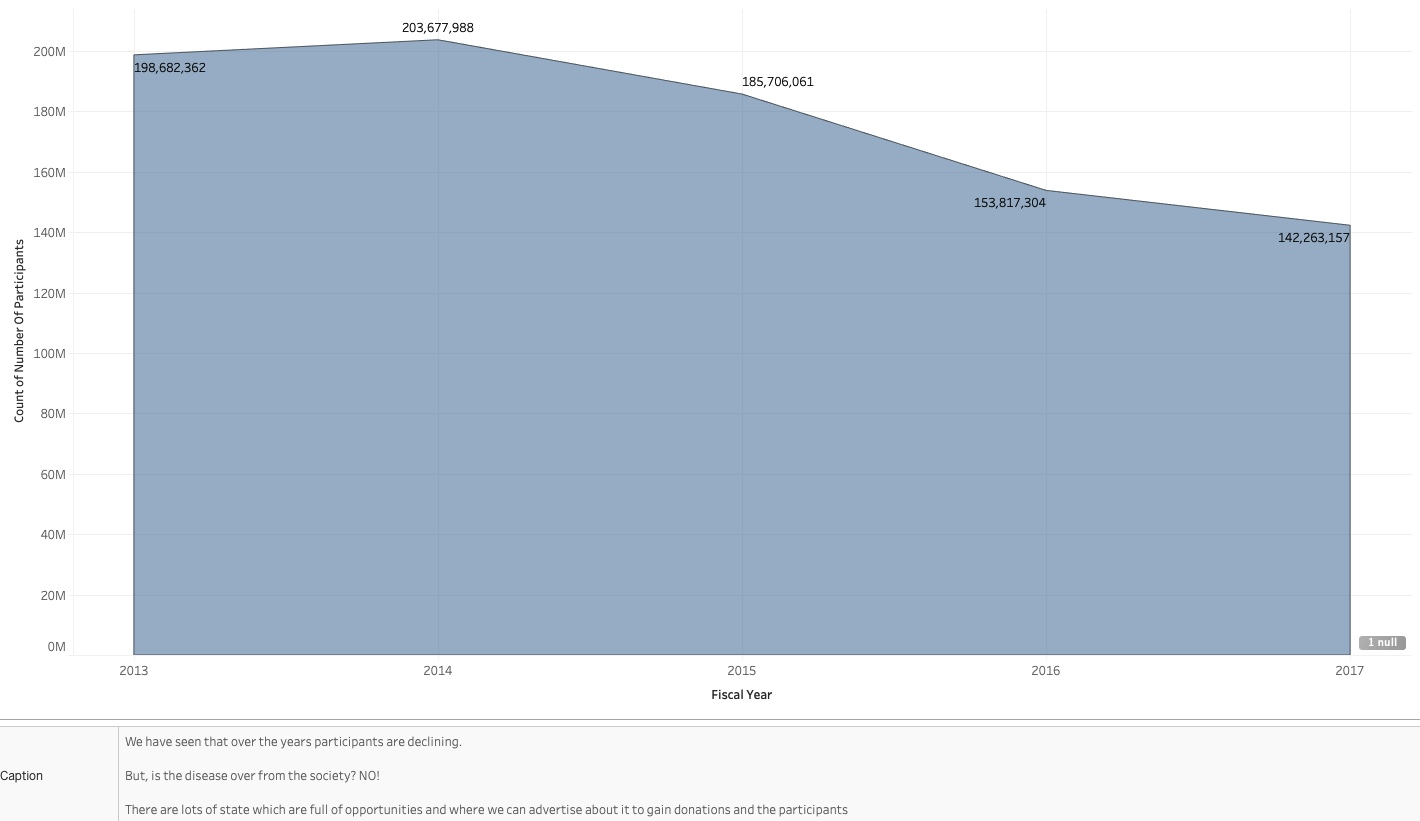 203,677,988
200M
198,682,362
185,706,061
180M
160M
153,817,304
140M
142,263,157
120M
Count of Number Of Participants
100M
80M
60M
40M
20M
0M
1 null
2013
2014
2015
2016
2017
Fiscal Year
Caption
We have seen that over the years participants are declining.
But, is the disease over from the society? NO!
There are lots of state which are full of opportunities and where we can advertise about it to gain donations and the participants